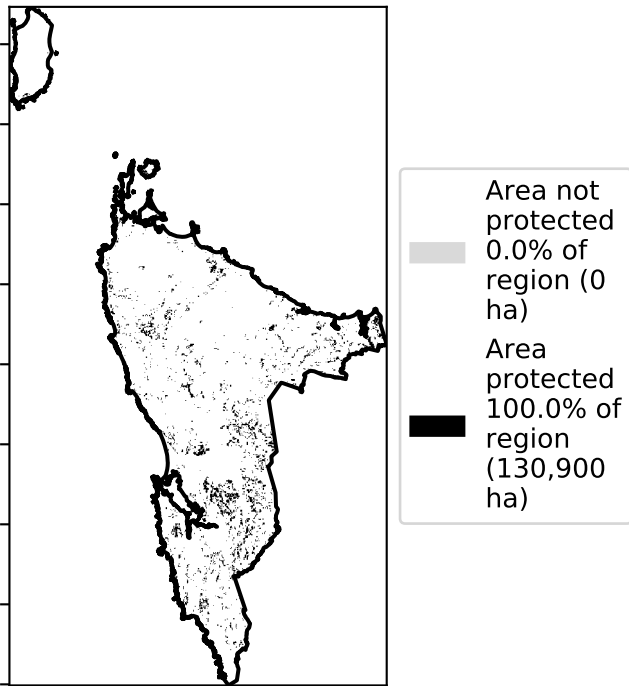 Area not
protected
0.0% of
region (0
ha)
Area
protected
100.0% of
region
(130,900
ha)